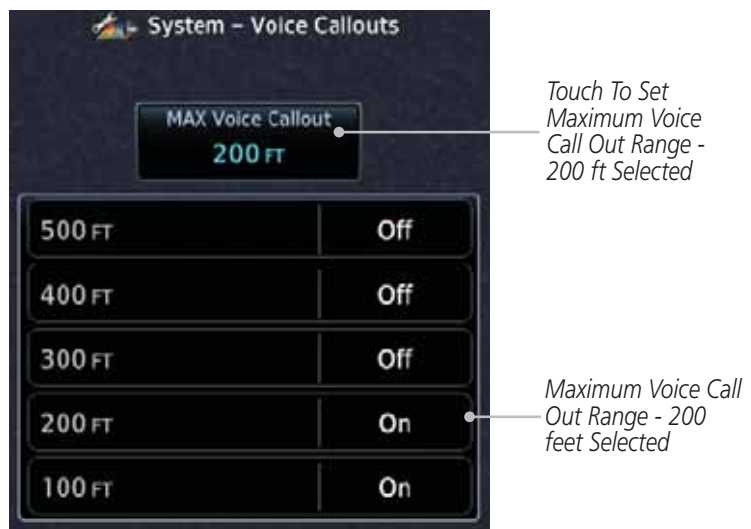 System – Voice Callouts
MAX Voice Callout
200 FT
Touch To Set
Maximum Voice
Call Out Range -
200 ft Selected
500 FT Off
400 FT Off
300 FT Off
200 FT On
100 FT On
Maximum Voice Call
Out Range - 200
feet Selected